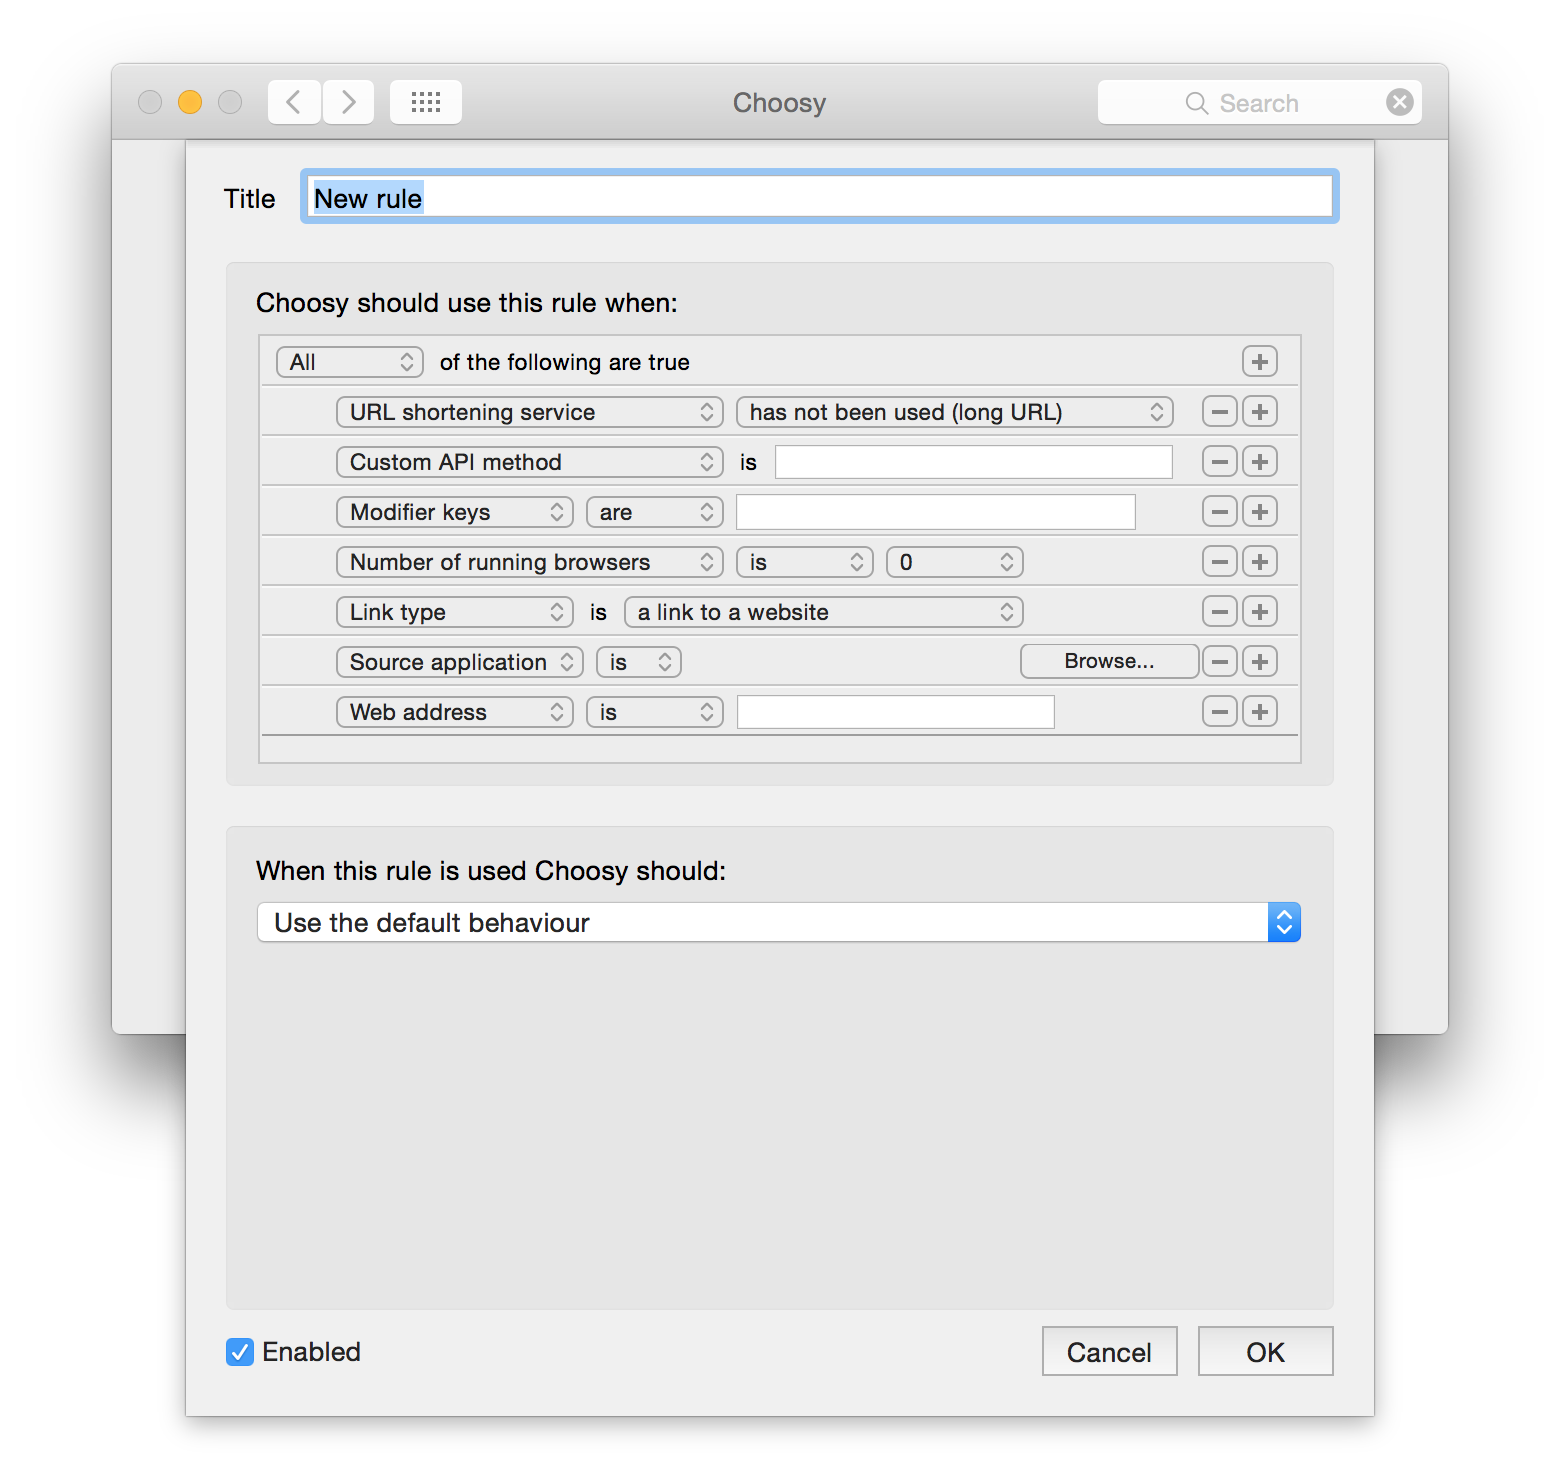 Choosy
Search
Title New rule
Choosy should use this rule when:
All of the following are true
URL shortening service has not been used (long URL)
Custom API method is
Modifier keys are
Number of running browsers is 0
Link type is a link to a website
Source application is Browse...
Web address is
When this rule is used Choosy should:
Use the default behaviour
Enabled Cancel OK